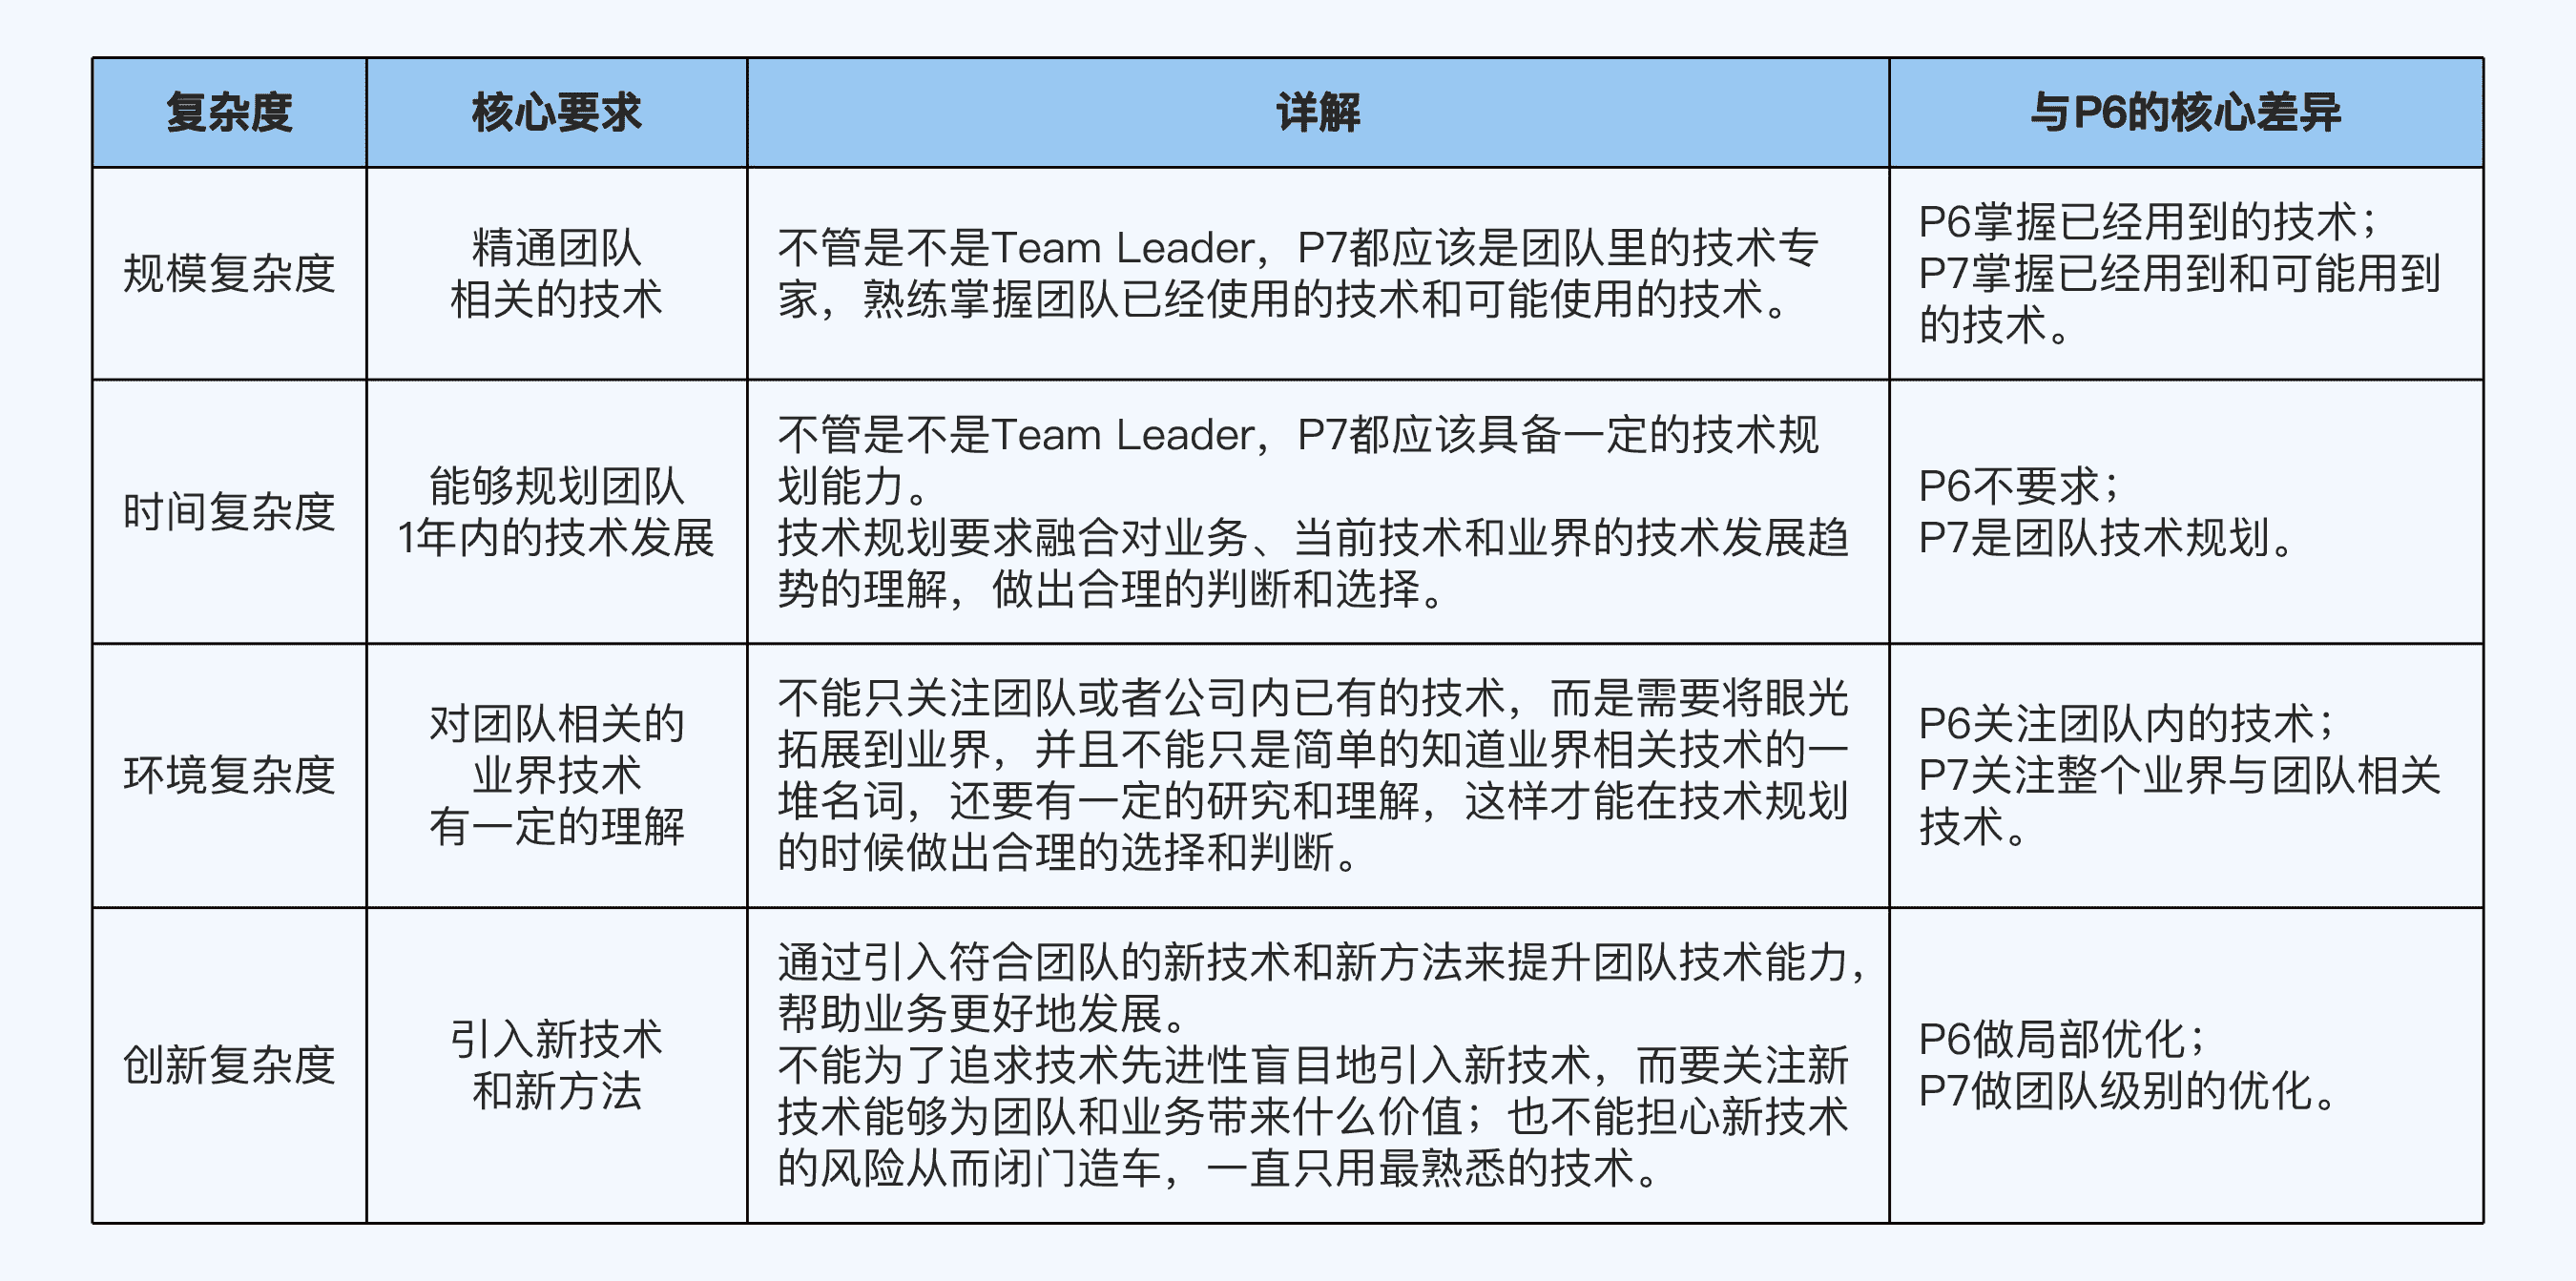 复杂度
核心要求
详解
与P6的核心差异
规模复杂度
精通团队
相关的技术
不管是不是Team Leader，P7都应该是团队里的技术专
家，熟练掌握团队已经使用的技术和可能使用的技术。
P6掌握已经用到的技术；
P7掌握已经用到和可能用到
的技术。
时间复杂度
能够规划团队
1年内的技术发展
不管是不是Team Leader，P7都应该具备一定的技术规
划能力。
技术规划要求融合对业务、当前技术和业界的技术发展趋
势的理解，做出合理的判断和选择。
P6不要求；
P7是团队技术规划。
环境复杂度
对团队相关的
业界技术
有一定的理解
不能只关注团队或者公司内已有的技术，而是需要将眼光
拓展到业界，并且不能只是简单的知道业界相关技术的一
堆名词，还要有一定的研究和理解，这样才能在技术规划
的时候做出合理的选择和判断。
P6关注团队内的技术；
P7关注整个业界与团队相关
技术。
创新复杂度
引入新技术
和新方法
通过引入符合团队的新技术和新方法来提升团队技术能力，
帮助业务更好地发展。
不能为了追求技术先进性盲目地引入新技术，而要关注新
技术能够为团队和业务带来什么价值；也不能担心新技术
的风险从而闭门造车，一直只用最熟悉的技术。
P6做局部优化；
P7做团队级别的优化。